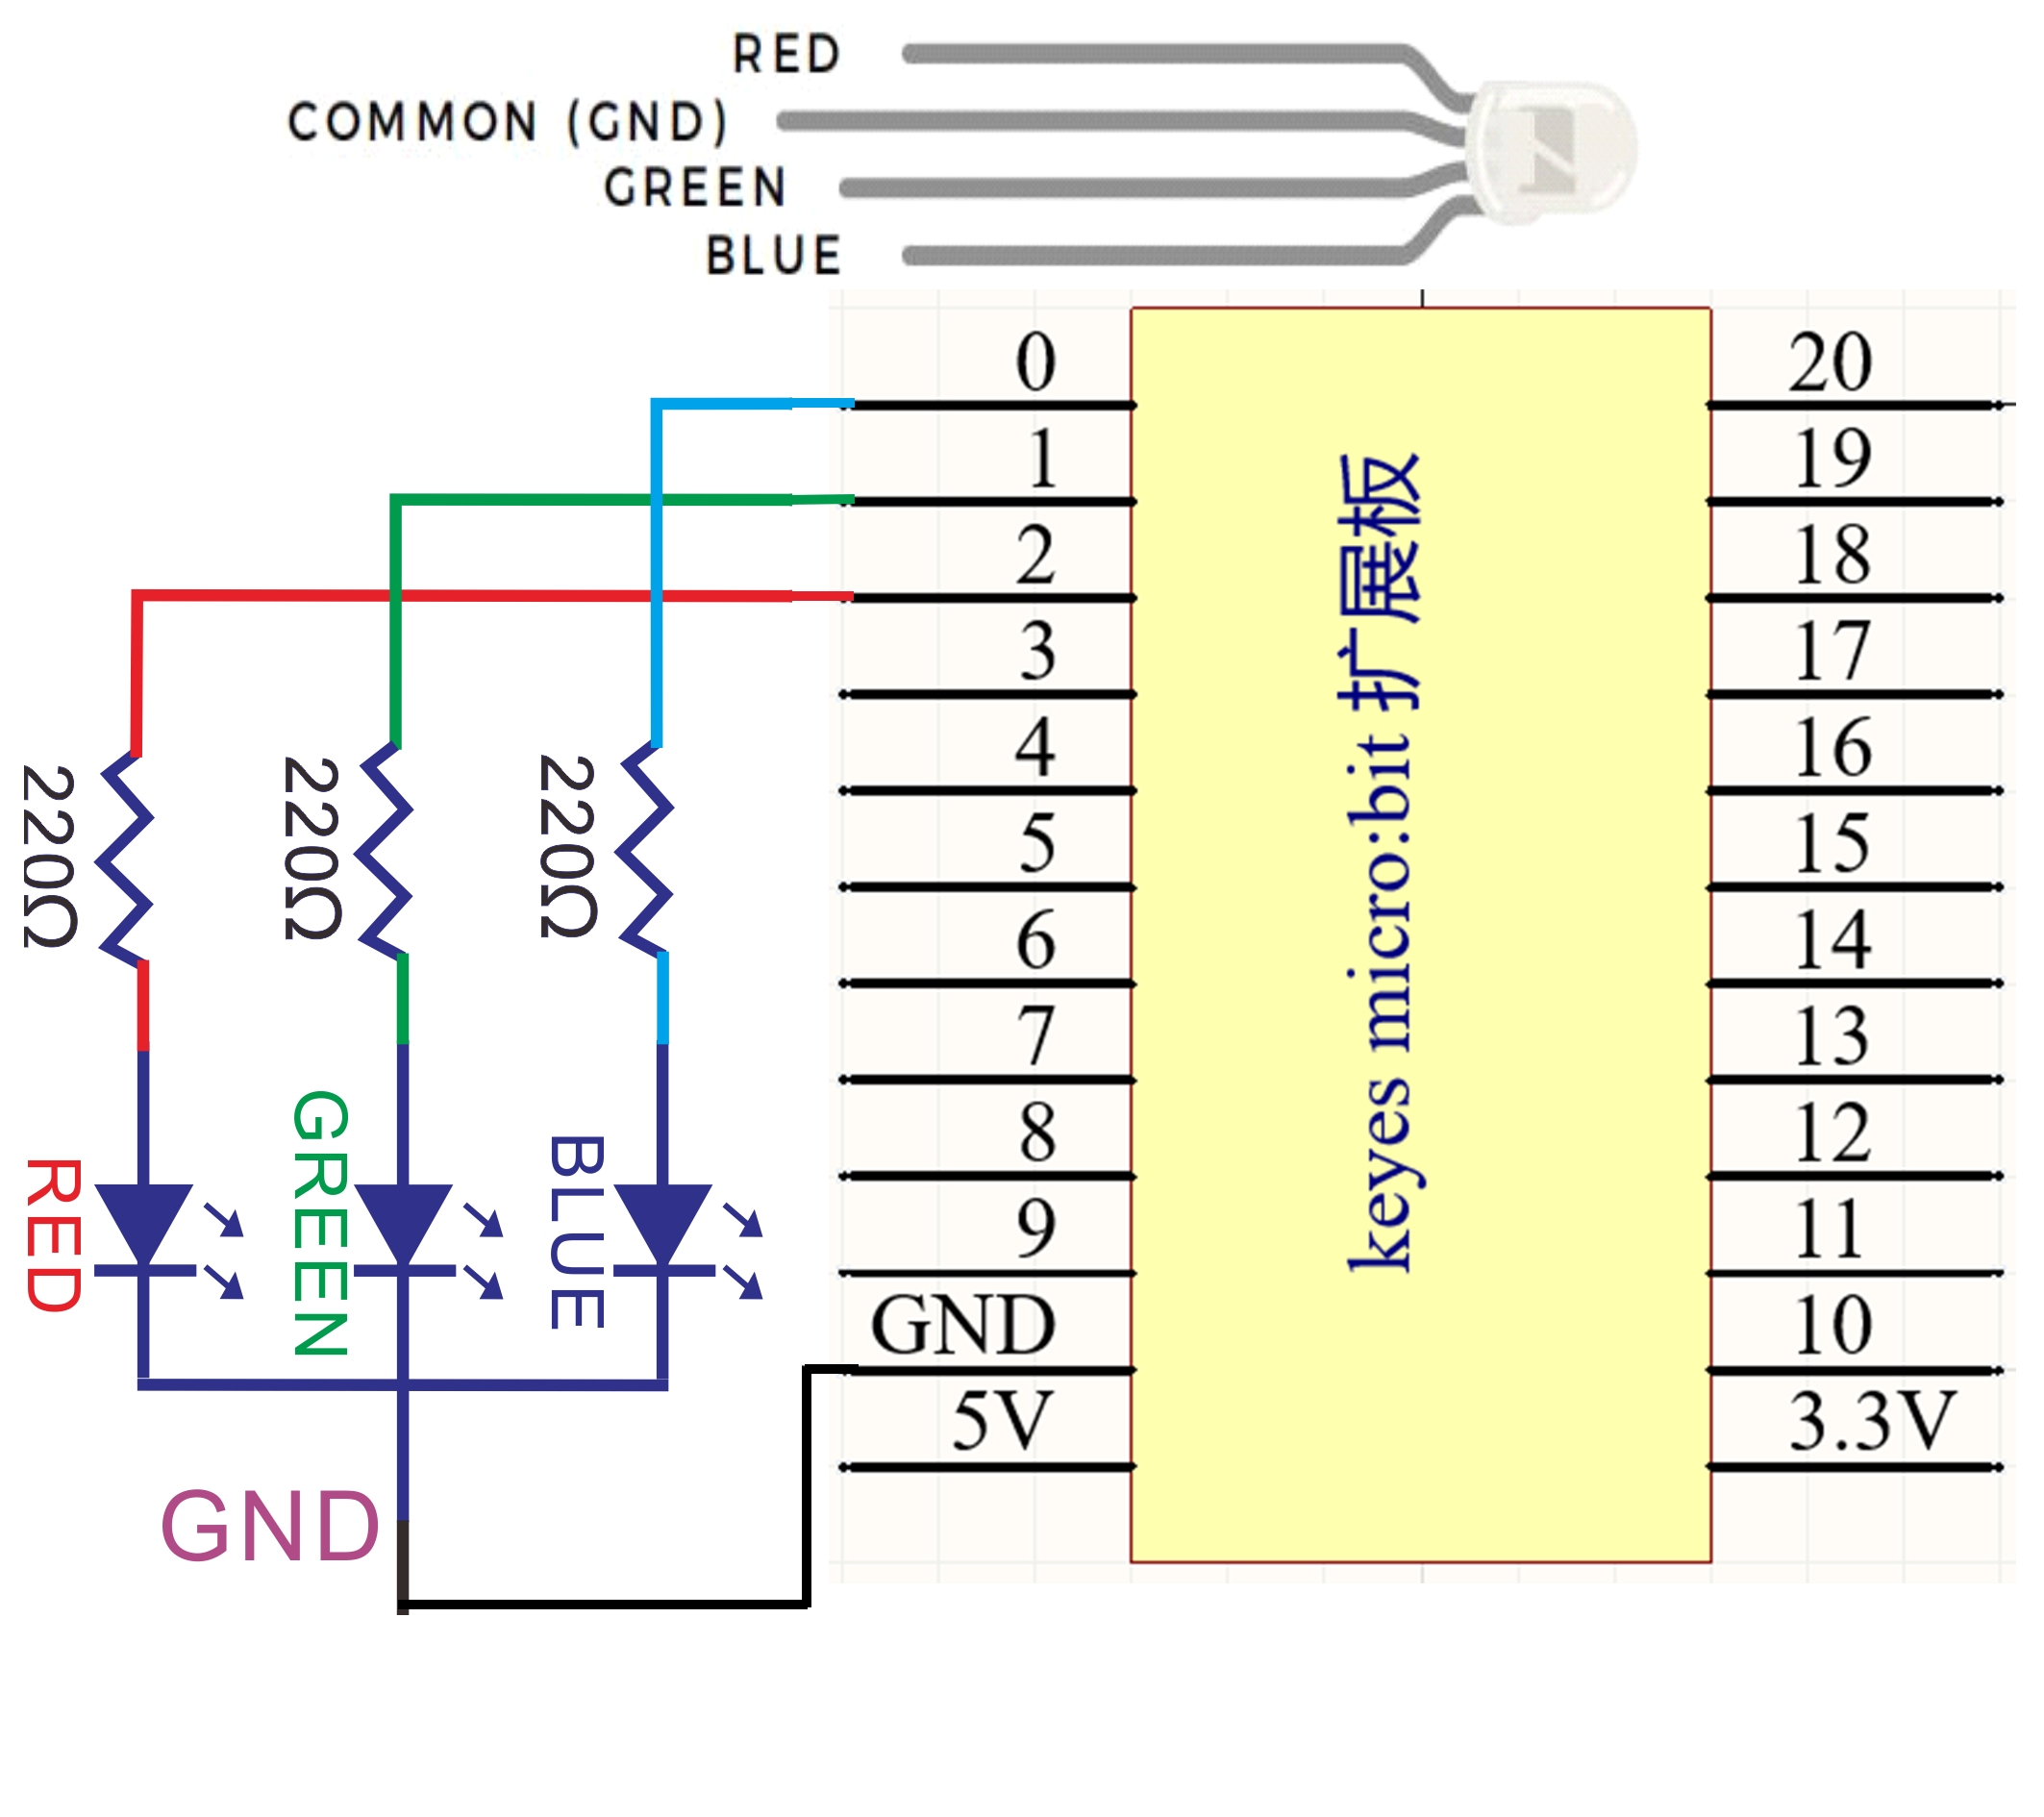 RED
COMMON (GND)
GREEN
BLUE
0
1
2
3
4
5
6
7
8
9
GND
5V
20
19
18
17
16
15
14
13
12
11
10
3.3V
keyes micro:bit 扩展板
220Ω
220Ω
220Ω
RED
GREEN
BLUE
GND